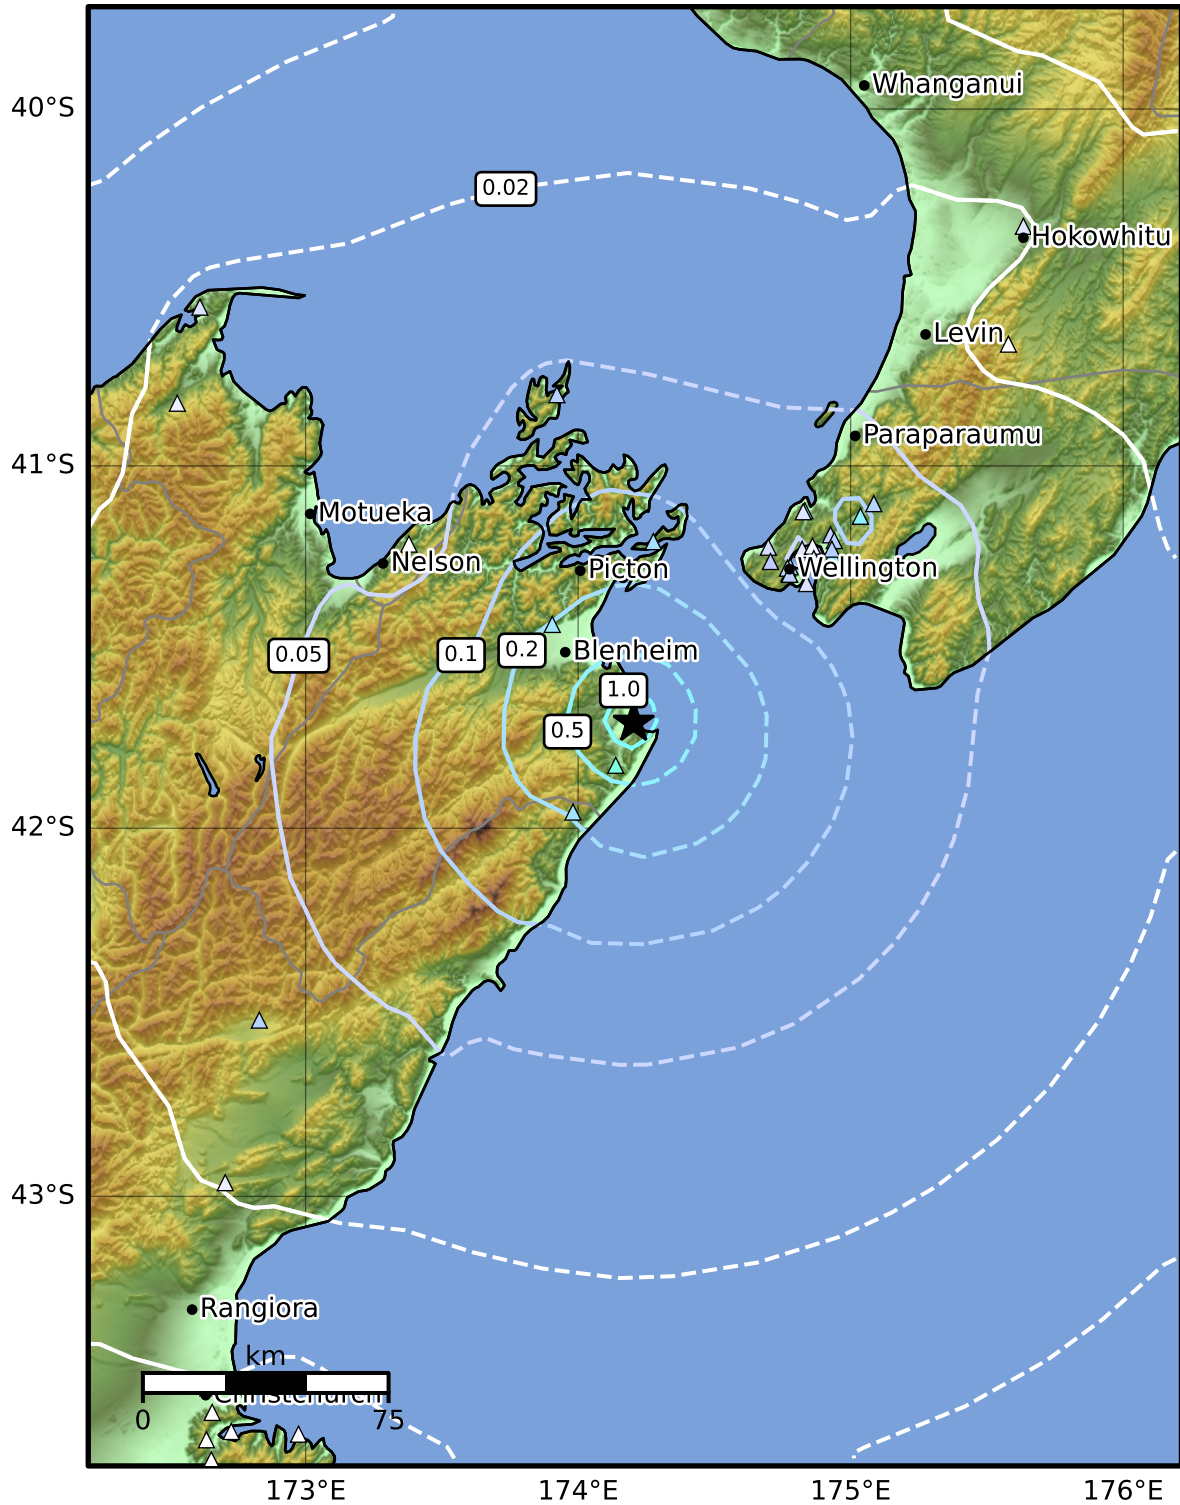 Whanganui
40°S
0.02
Hokowhitu
Levin
Paraparaumu
41°S
Motueka
Nelson
Picton
Wellington
Blenheim
0.05
0.1
0.2
1.0
0.5
42°S
43°S
Rangiora
km
Christchurch
0
75
173°E
174°E
175°E
176°E